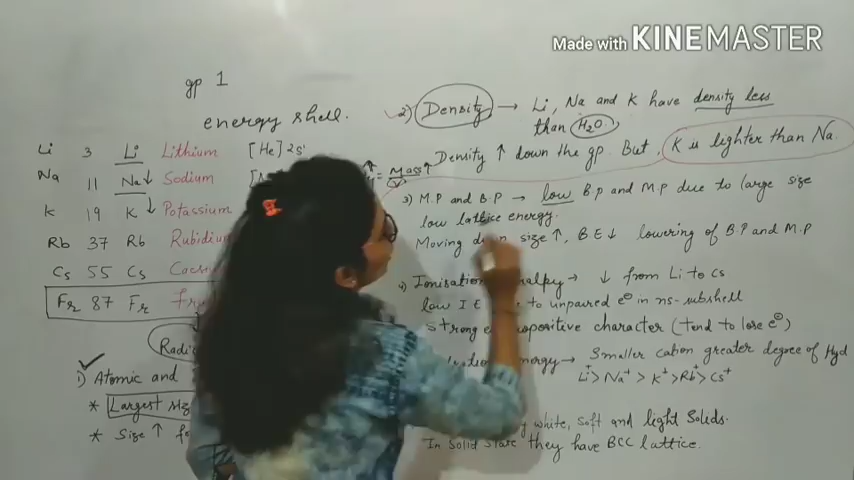 Made with KINEMASTER
gp 1
energy shell.
Li 3 Li Lithium [He] 2s¹
Na 11 Na↓ Sodium
K 19 K↓ Potassium
Rb 37 Rb Rubidium
Cs 55 Cs
Fr 87 Fr
1) Atomic and
* Largest
* Size ↑
Mass↑
2) Density → Li, Na and K have density less
than H₂O,
Density ↑ down the gp. But, K is lighter than Na.
3) M.P and B.P → low B.p and M.P due to large size
low lattice energy.
Moving size ↑, B.E↓ lowering of B.P and M.P
4) Ionisation → ↓ from Li to Cs
low I to unpaired e⊖ in ns-subshell
Strong character (tend to lose e⊖)
→ Smaller cation greater degree of Hyd
Li⁺> Na⁺ > K⁺ > Rb⁺> Cs⁺
white, Soft and light Solids.
In Solid State they have BCC lattice.